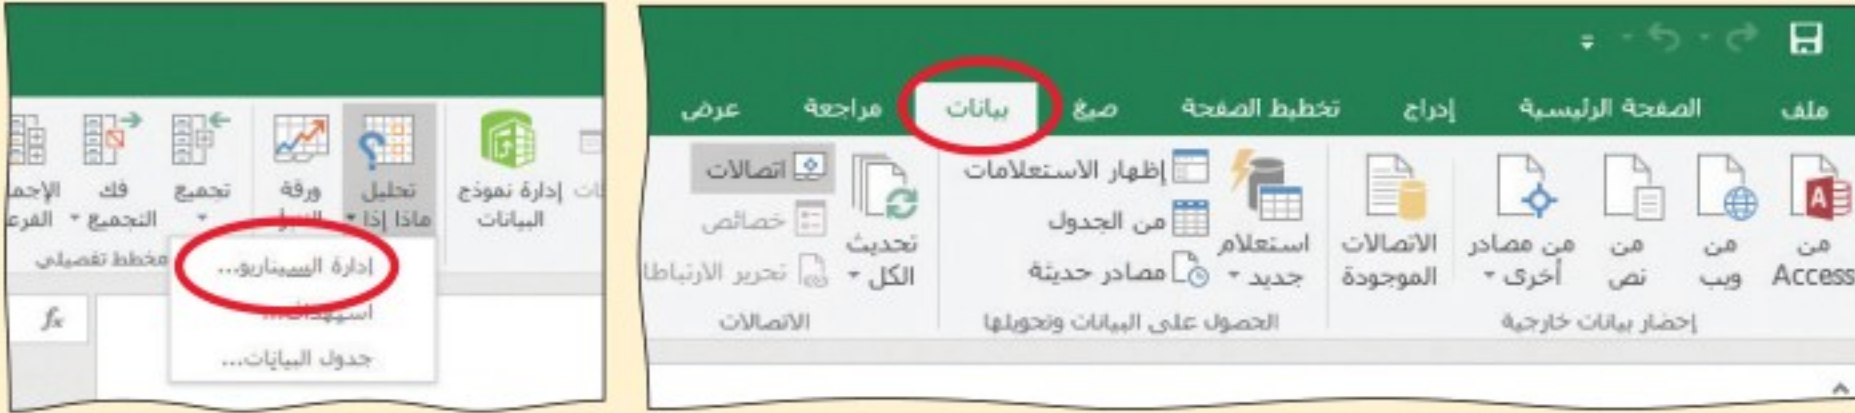 ملف الصفحة الرئيسية إدراج تخطيط الصفحة صيغ بيانات مراجعة عرض
من Access
من ويب
من نص
من مصادر أخرى
الاتصالات الموجودة
إحضار بيانات خارجية
استعلام جديد
إظهار الاستعلامات
من الجدول
مصادر حديثة
الحصول على البيانات وتحويلها
تحديث الكل
اتصالات
خصائص
تحرير الارتباطا
الاتصالات
إدارة نموذج البيانات
تحليل ماذا إذا
ورقة
تجميع
فك التجميع
مخطط تفصيلي
إدارة السيناريو...
استهداف...
جدول البيانات...
fx